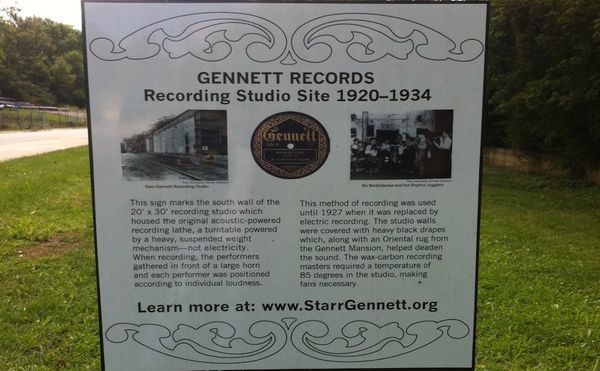 GENNETT RECORDS
Recording Studio Site 1920–1934
Gennett
Starr-Gennett Recording Studio
Bix Beiderbecke and the Rhythm Jugglers
This sign marks the south wall of the
20' x 30' recording studio which
housed the original acoustic-powered
recording lathe, a turntable powered
by a heavy, suspended weight
mechanism—not electricity.
When recording, the performers
gathered in front of a large horn
and each performer was positioned
according to individual loudness.
This method of recording was used
until 1927 when it was replaced by
electric recording. The studio walls
were covered with heavy black drapes
which, along with an Oriental rug from
the Gennett Mansion, helped deaden
the sound. The wax-carbon recording
masters required a temperature of
85 degrees in the studio, making
fans necessary.
Learn more at: www.StarrGennett.org